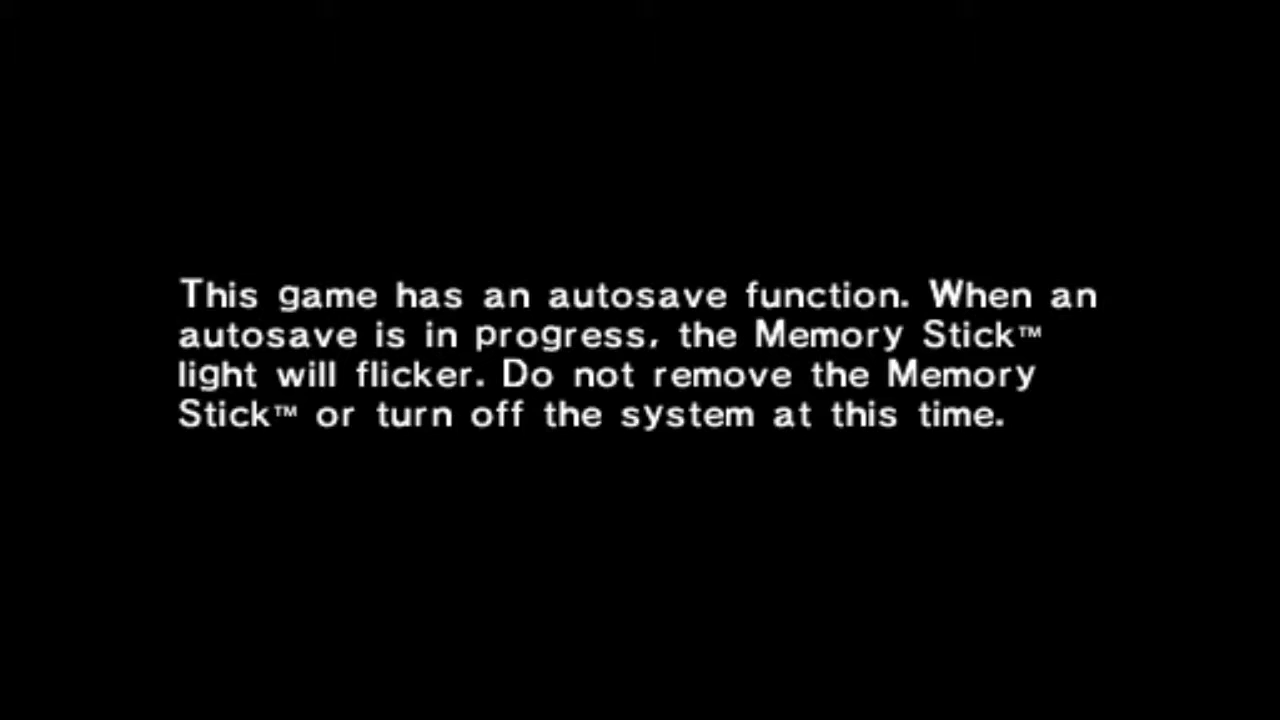 This game has an autosave function. When an
autosave is in progress, the Memory Stick™
light will flicker. Do not remove the Memory
Stick™ or turn off the system at this time.